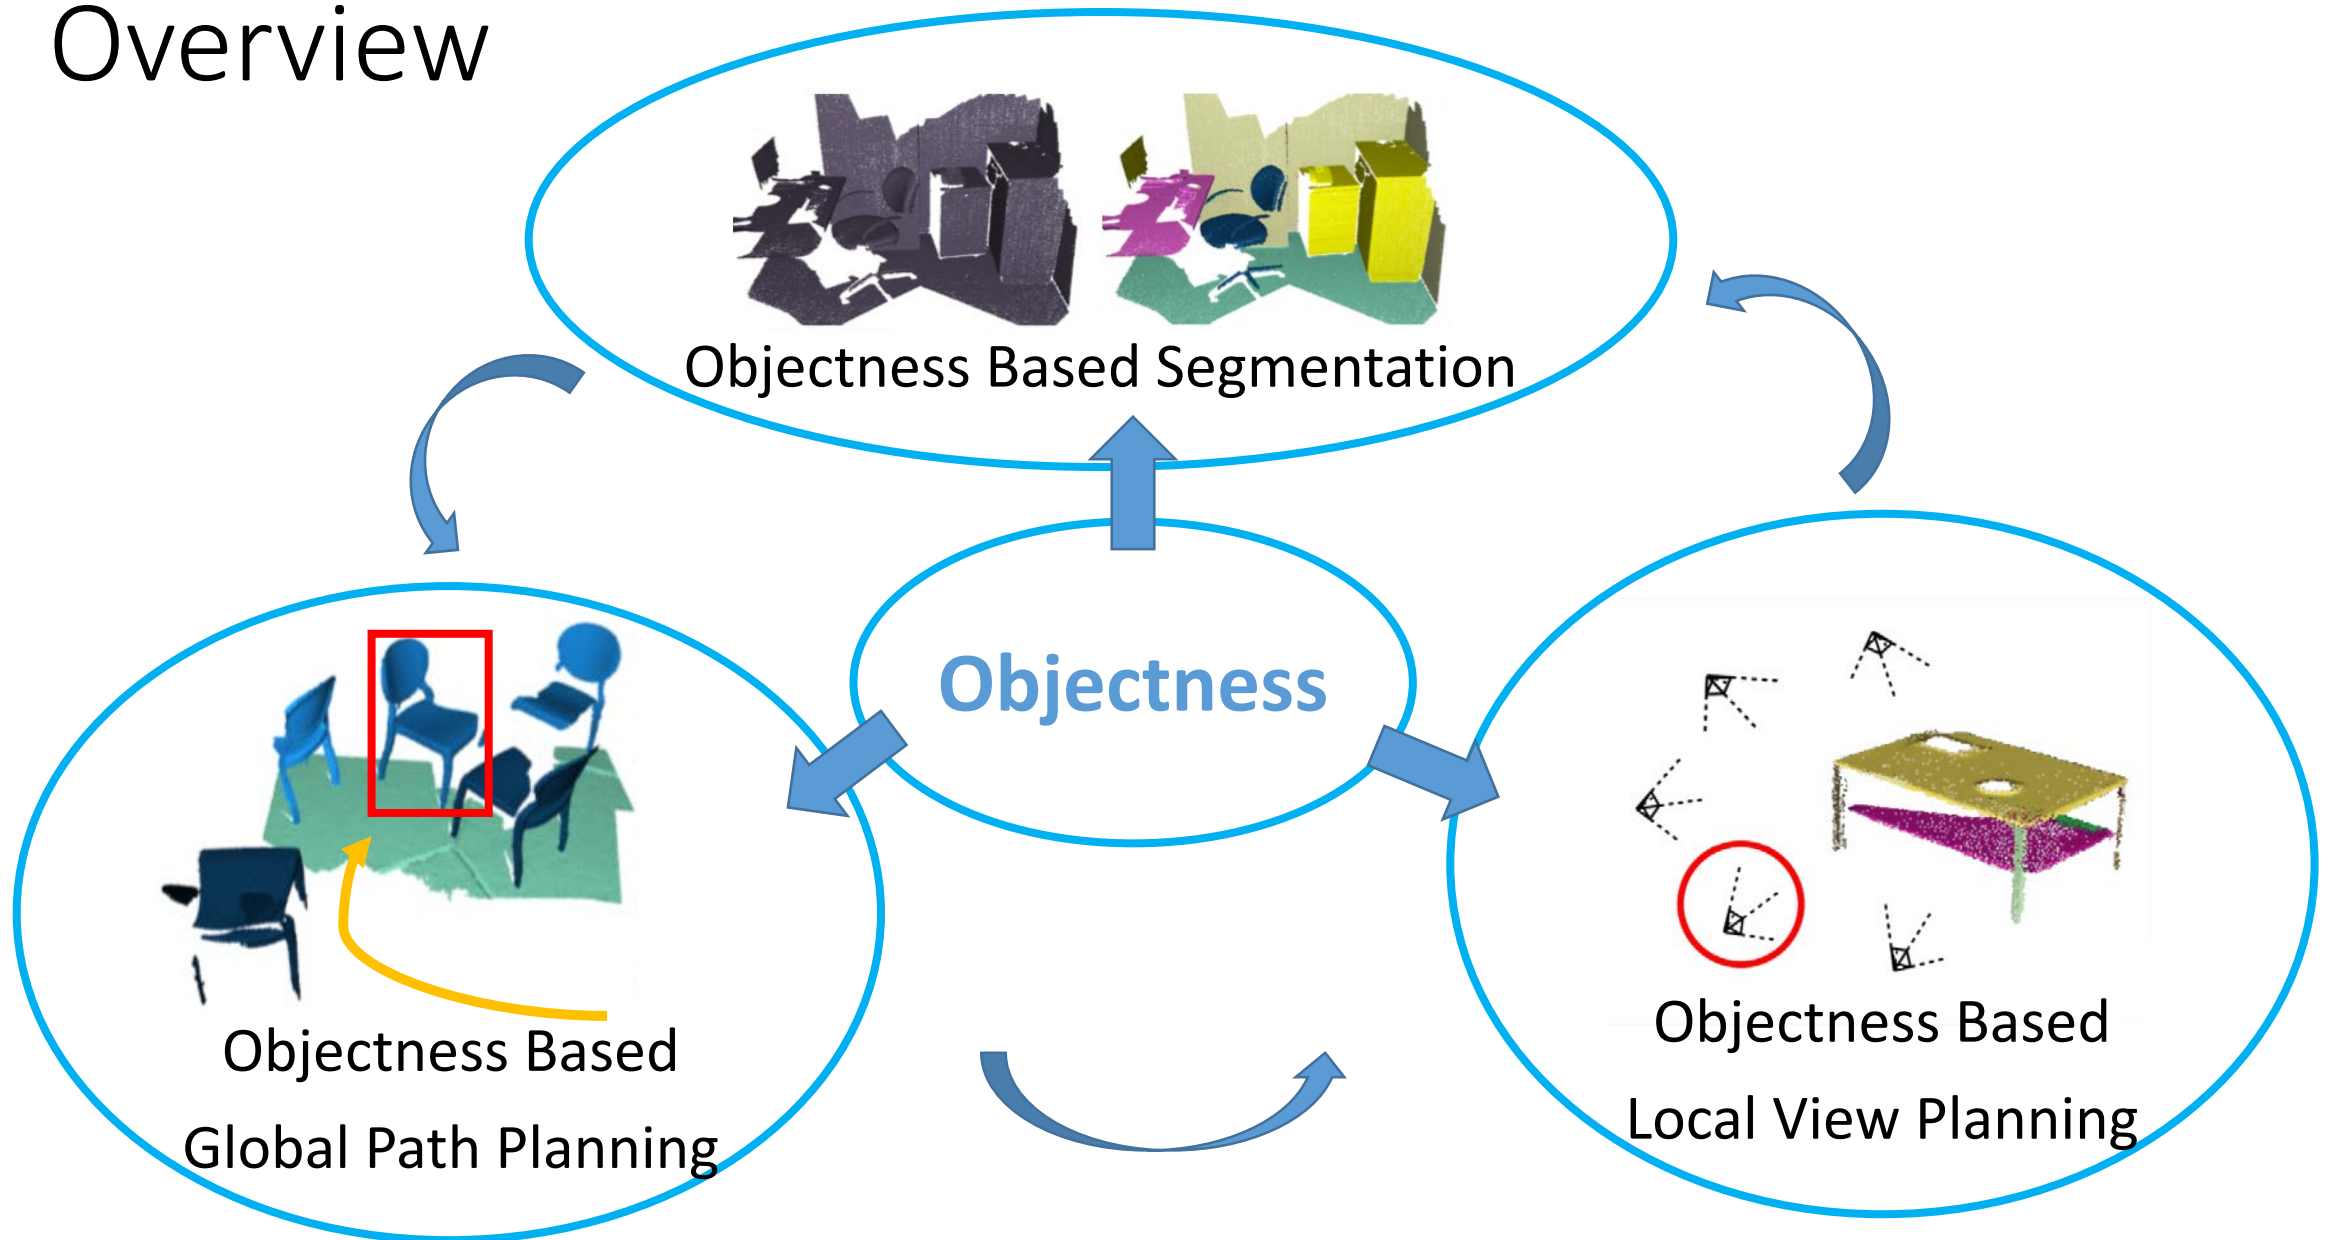 Overview
Objectness Based Segmentation
Objectness
Objectness Based
Global Path Planning
Objectness Based
Local View Planning